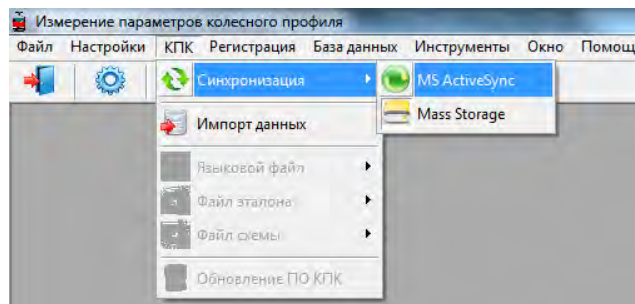 Измерение параметров колесного профиля
Файл Настройки КПК Регистрация База данных Инструменты Окно Помощ
Синхронизация
MS ActiveSync
Mass Storage
Импорт данных
Языковой файл
Файл эталона
Файл схемы
Обновление ПО КПК